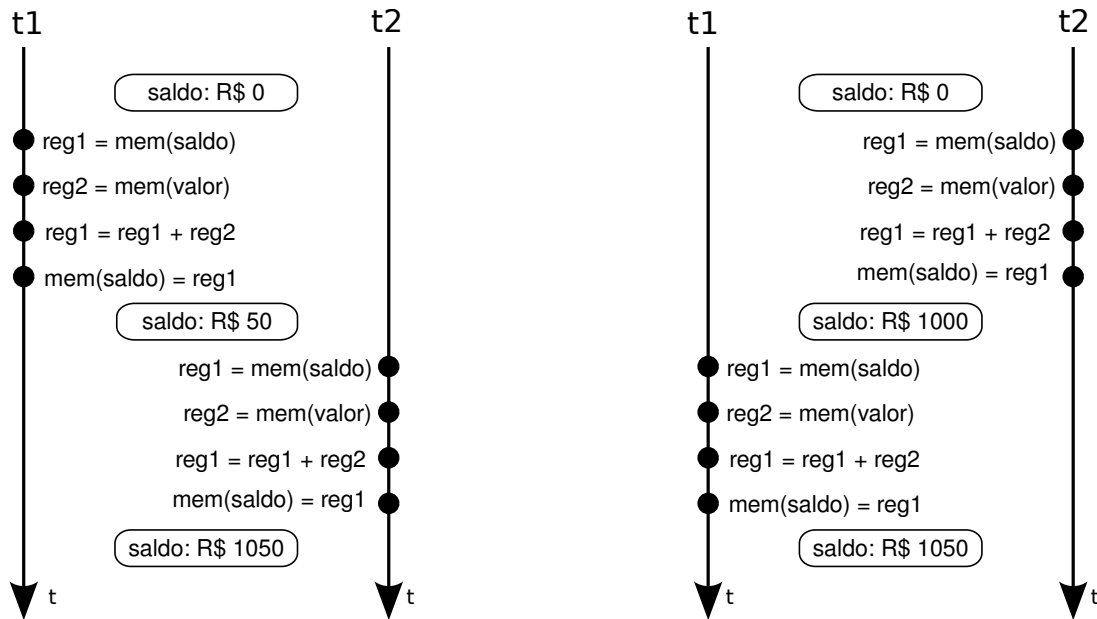 t1
t2
saldo: R$ 0
reg1 = mem(saldo)
reg2 = mem(valor)
reg1 = reg1 + reg2
mem(saldo) = reg1
saldo: R$ 50
reg1 = mem(saldo)
reg2 = mem(valor)
reg1 = reg1 + reg2
mem(saldo) = reg1
saldo: R$ 1050
t
t
t1
t2
saldo: R$ 0
reg1 = mem(saldo)
reg2 = mem(valor)
reg1 = reg1 + reg2
mem(saldo) = reg1
saldo: R$ 1000
reg1 = mem(saldo)
reg2 = mem(valor)
reg1 = reg1 + reg2
mem(saldo) = reg1
saldo: R$ 1050
t
t